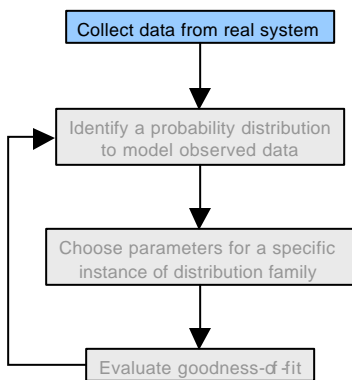 Collect data from real system
Identify a probability distribution
to model observed data
Choose parameters for a specific
instance of distribution family
Evaluate goodness-of-fit